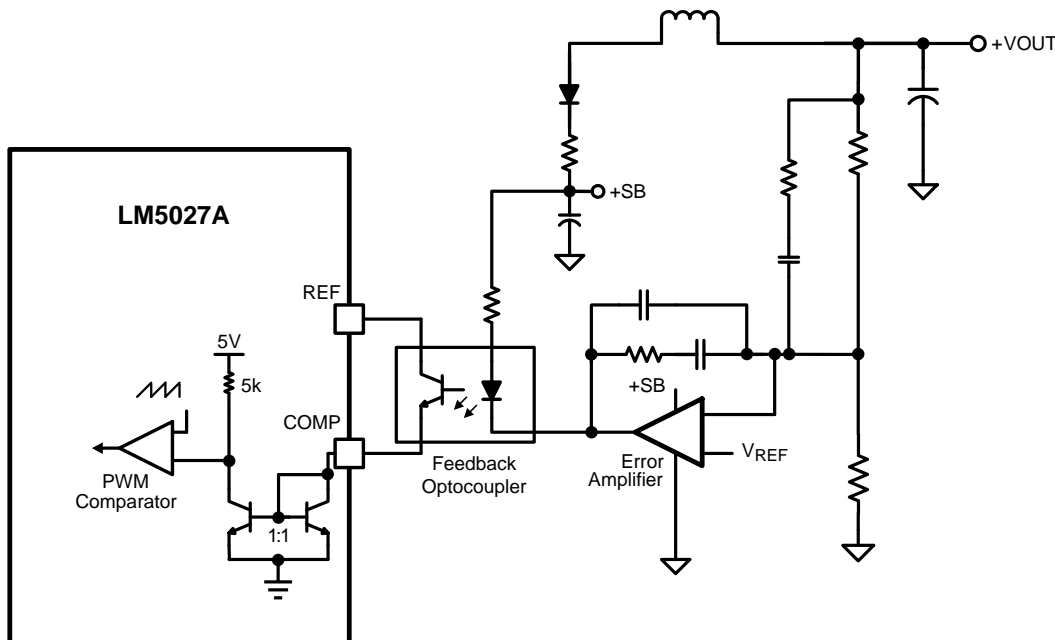 +VOUT
LM5027A
+SB
REF
5V
5k
+SB
COMP
VREF
PWM
Comparator
Feedback
Optocoupler
Error
Amplifier
1:1